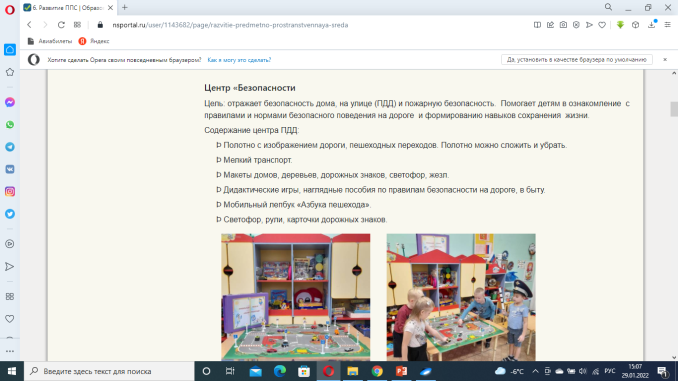 6. Развитие ППС | Образов
nsportal.ru/user/1143682/page/razvitie-predmetno-prostranstvennaya-sreda
Авиабилеты Яндекс
Хотите сделать Opera своим повседневным браузером? Как я могу это сделать? Да, установить в качестве браузера по умолчанию
Центр «Безопасности
Цель: отражает безопасность дома, на улице (ПДД) и пожарную безопасность. Помогает детям в ознакомление с
правилами и нормами безопасного поведения на дороге и формированию навыков сохранения жизни.
Содержание центра ПДД:
Þ Полотно с изображением дороги, пешеходных переходов. Полотно можно сложить и убрать.
Þ Мелкий транспорт.
Þ Макеты домов, деревьев, дорожных знаков, светофор, жезл.
Þ Дидактические игры, наглядные пособия по правилам безопасности на дороге, в быту.
Þ Мобильный лепбук «Азбука пешехода».
Þ Светофор, рули, карточки дорожных знаков.
Введите здесь текст для поиска
-6°C
РУС
15:07
29.01.2022